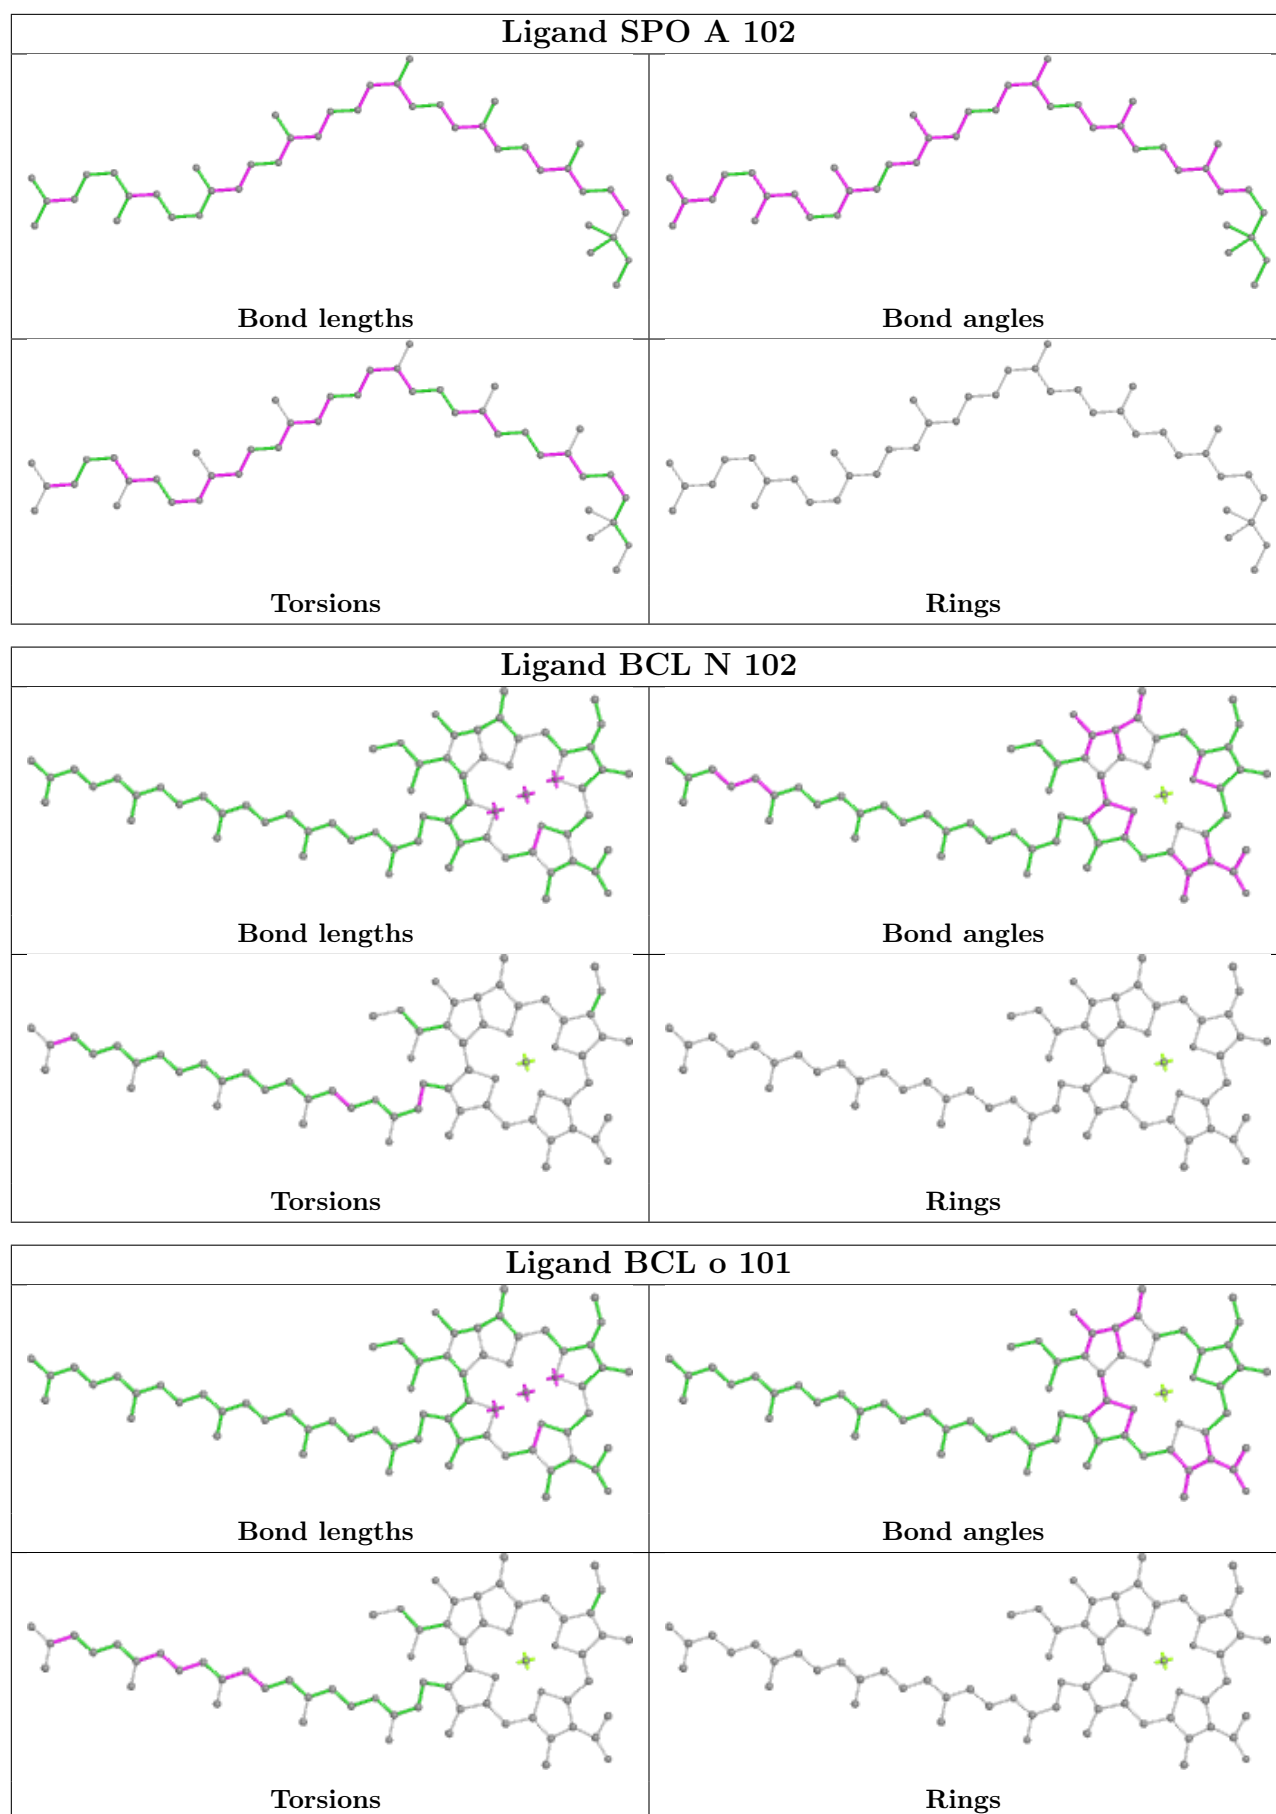 Ligand SPO A 102
Bond lengths
Bond angles
Torsions
Rings
Ligand BCL N 102
Bond lengths
Bond angles
Torsions
Rings
Ligand BCL o 101
Bond lengths
Bond angles
Torsions
Rings